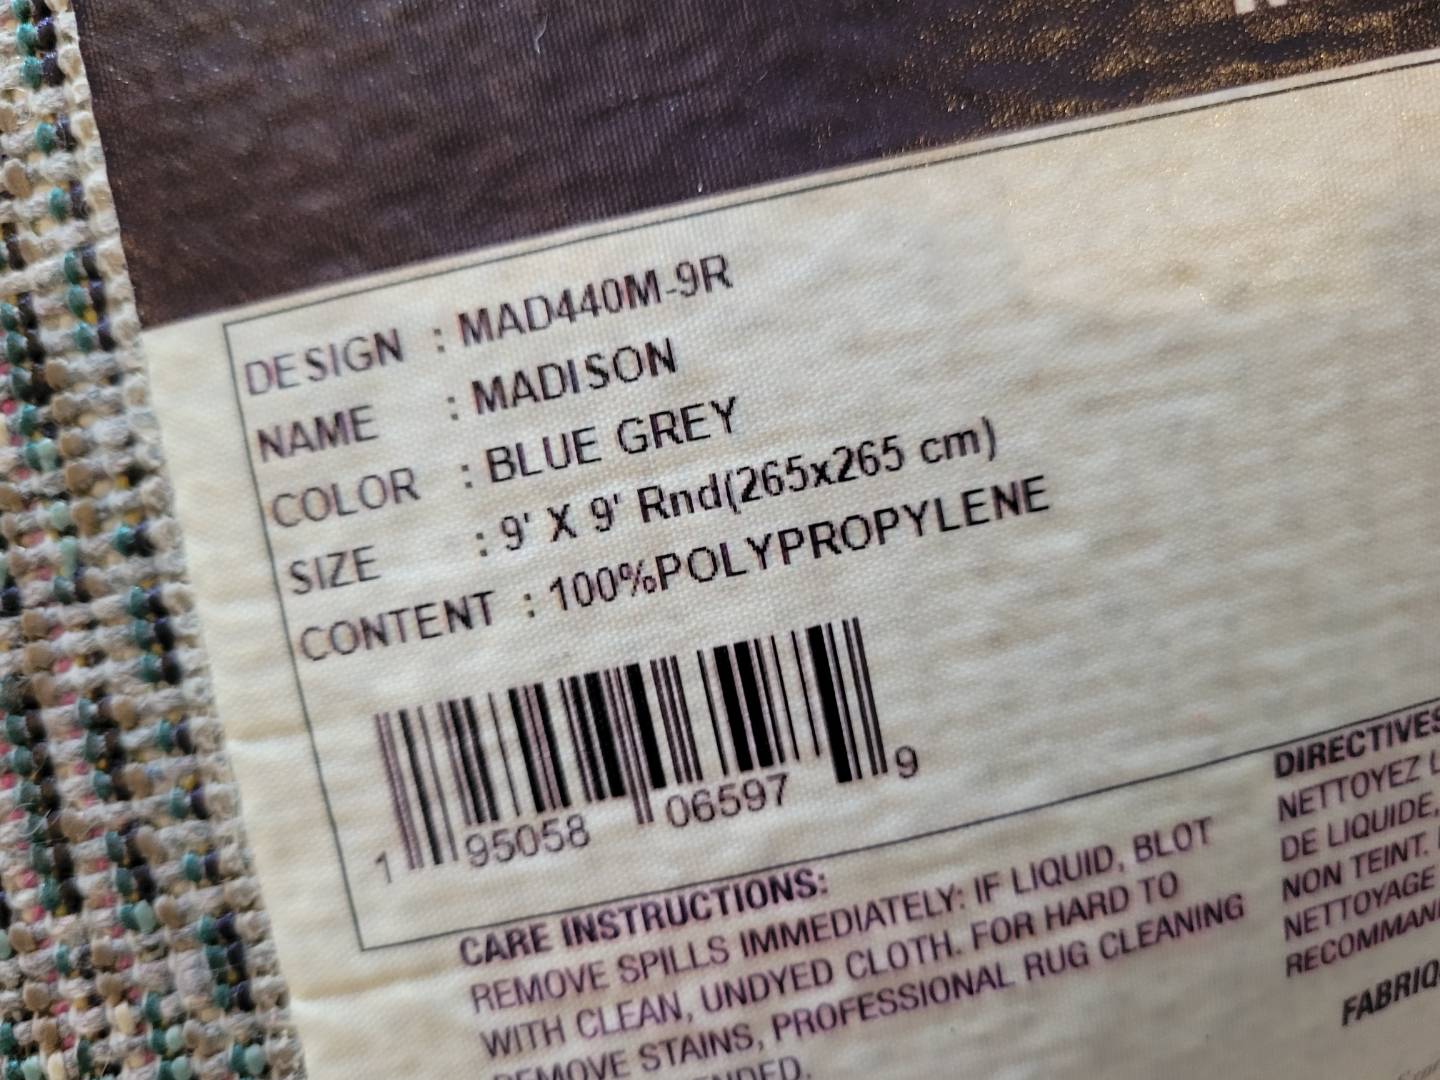 DESIGN : MAD440M-9R
NAME : MADISON
COLOR : BLUE GREY
SIZE : 9' X 9' Rnd(265x265 cm)
CONTENT : 100%POLYPROPYLENE
1 95058 06597 9
CARE INSTRUCTIONS:
REMOVE SPILLS IMMEDIATELY: IF LIQUID, BLOT
WITH CLEAN, UNDYED CLOTH. FOR HARD TO
REMOVE STAINS, PROFESSIONAL RUG CLEANING
DIRECTIVES
NETTOYEZ
DE LIQUIDE,
NON TEINT.
NETTOYAGE